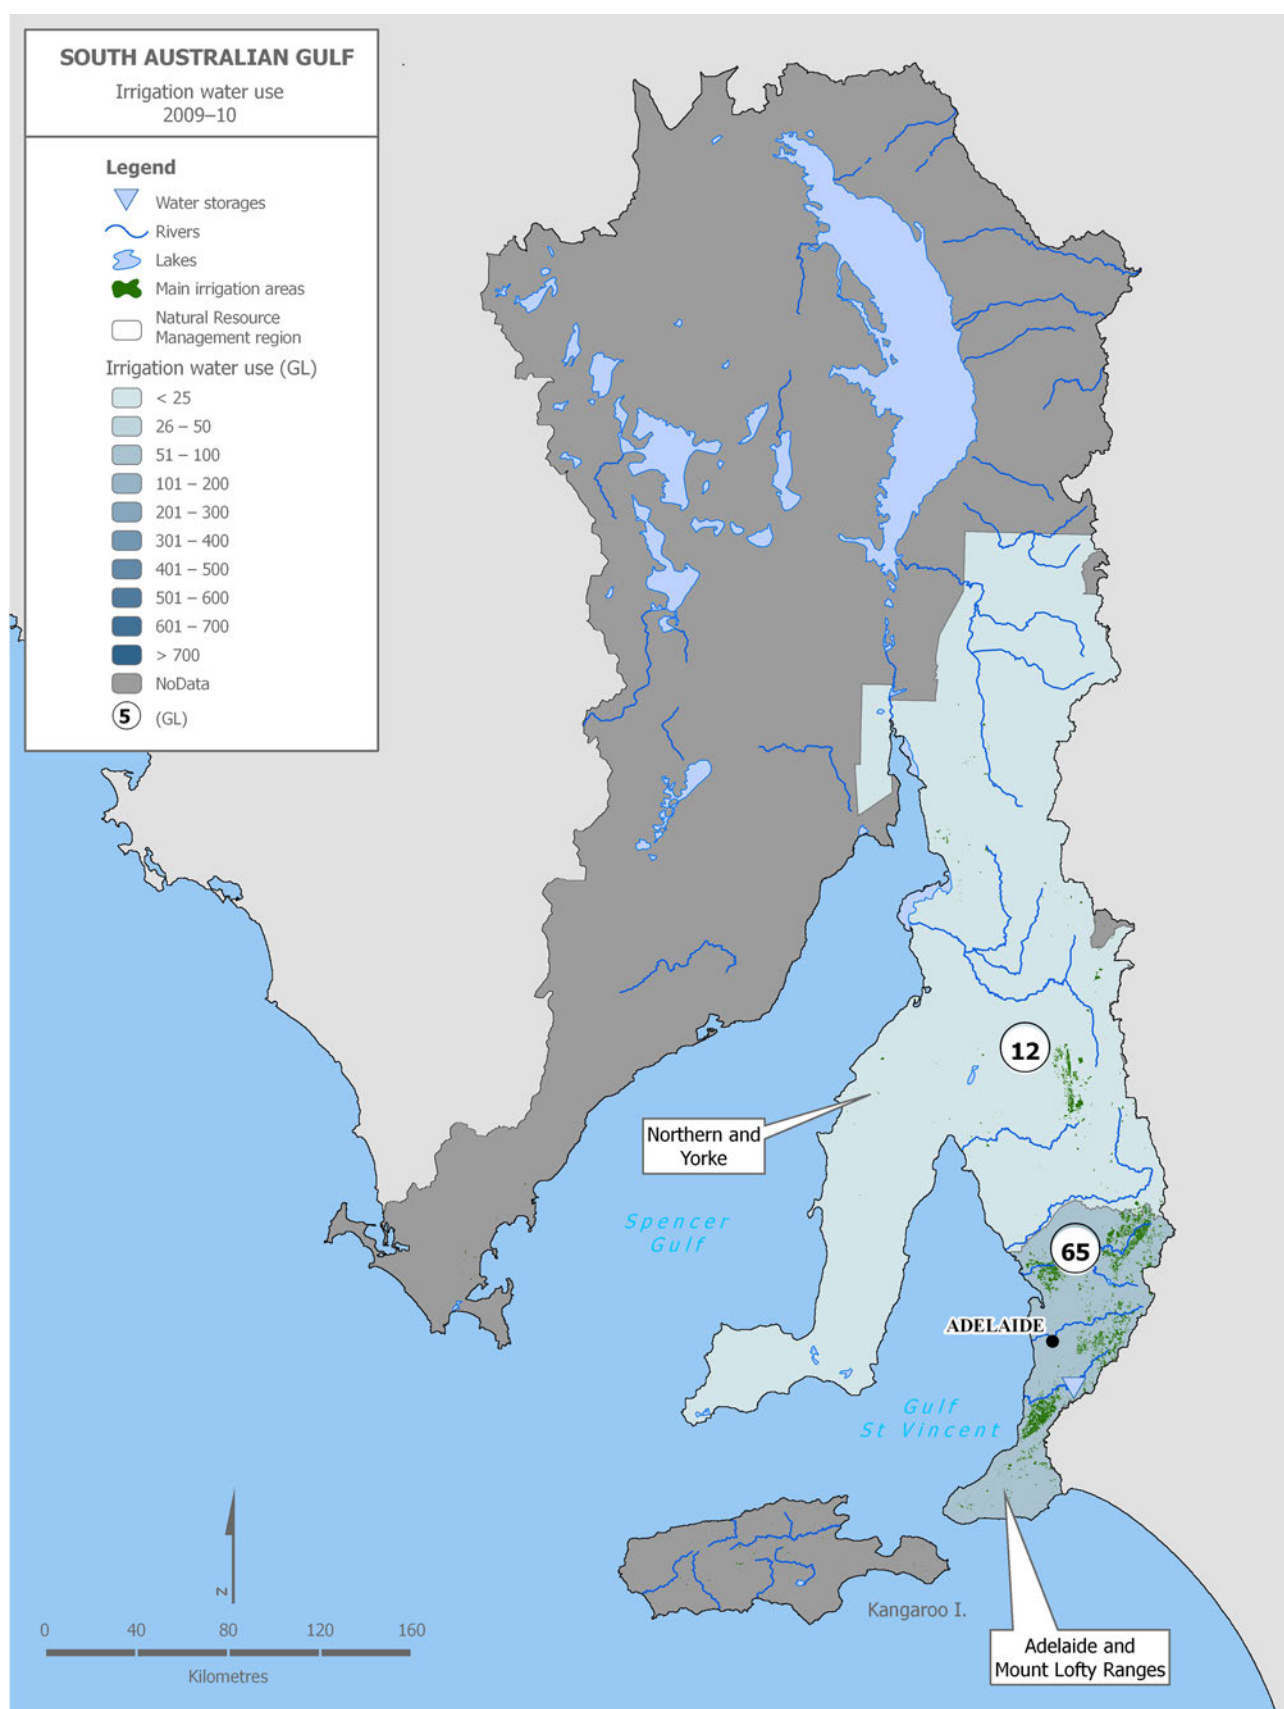 SOUTH AUSTRALIAN GULF
Irrigation water use
2009–10
Legend
Water storages
Rivers
Lakes
Main irrigation areas
Natural Resource
Management region
Irrigation water use (GL)
< 25
26 – 50
51 – 100
101 – 200
201 – 300
301 – 400
401 – 500
501 – 600
601 – 700
> 700
NoData
5 (GL)
12
Northern and
Yorke
Spencer
Gulf
65
ADELAIDE
Gulf
St Vincent
Kangaroo I.
Adelaide and
Mount Lofty Ranges
N
0 40 80 120 160
Kilometres